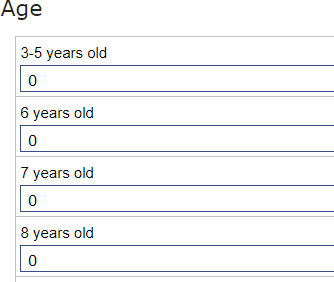 Age
3-5 years old
0
6 years old
0
7 years old
0
8 years old
0